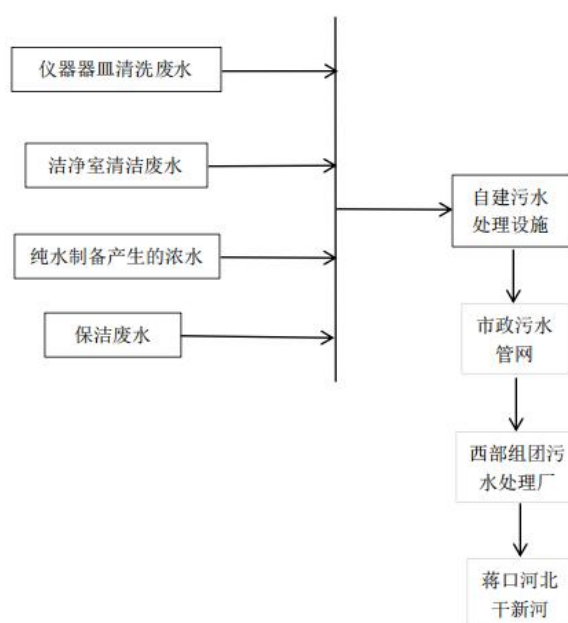 仪器器皿清洗废水
洁净室清洁废水
纯水制备产生的浓水
保洁废水
自建污水
处理设施
市政污水
管网
西部组团污
水处理厂
蒋口河北
干新河